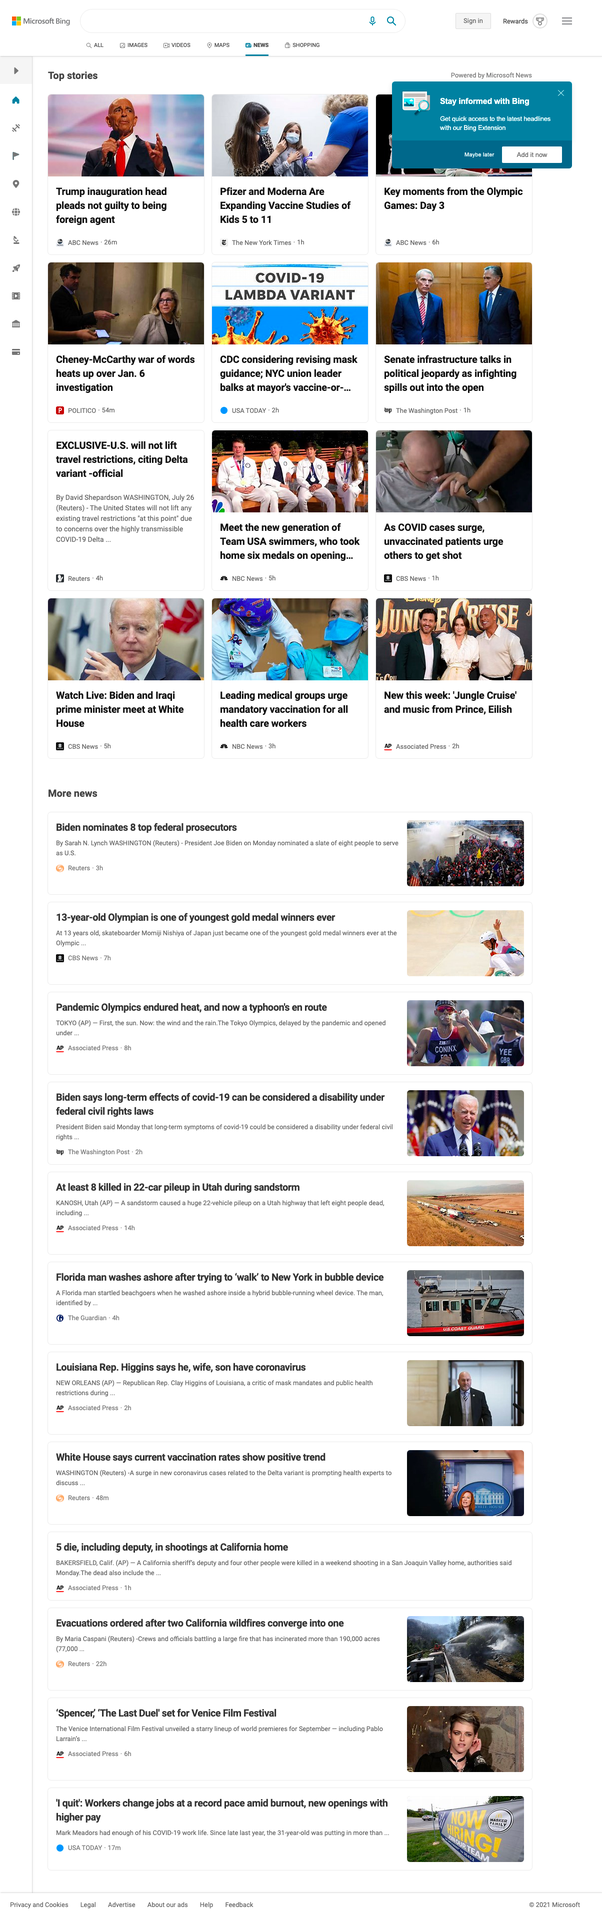 Microsoft Bing
Sign in
Rewards
ALL
IMAGES
VIDEOS
MAPS
NEWS
SHOPPING
Top stories
Powered by Microsoft News
Stay informed with Bing
Get quick access to the latest headlines
with our Bing Extension
Maybe later
Add it now
Trump inauguration head
pleads not guilty to being
foreign agent
ABC News · 26m
Pfizer and Moderna Are
Expanding Vaccine Studies of
Kids 5 to 11
The New York Times · 1h
Key moments from the Olympic
Games: Day 3
ABC News · 6h
Cheney-McCarthy war of words
heats up over Jan. 6
investigation
POLITICO · 54m
COVID-19
LAMBDA VARIANT
CDC considering revising mask
guidance; NYC union leader
balks at mayor's vaccine-or-...
USA TODAY · 2h
Senate infrastructure talks in
political jeopardy as infighting
spills out into the open
The Washington Post · 1h
EXCLUSIVE-U.S. will not lift
travel restrictions, citing Delta
variant -official
By David Shepardson WASHINGTON, July 26
(Reuters) - The United States will not lift any
existing travel restrictions "at this point" due
to concerns over the highly transmissible
COVID-19 Delta ...
Reuters · 4h
Meet the new generation of
Team USA swimmers, who took
home six medals on opening...
NBC News · 5h
As COVID cases surge,
unvaccinated patients urge
others to get shot
CBS News · 1h
Watch Live: Biden and Iraqi
prime minister meet at White
House
CBS News · 5h
Leading medical groups urge
mandatory vaccination for all
health care workers
NBC News · 3h
JUNGLE CRUISE
New this week: 'Jungle Cruise'
and music from Prince, Eilish
AP Associated Press · 2h
More news
Biden nominates 8 top federal prosecutors
By Sarah N. Lynch WASHINGTON (Reuters) - President Joe Biden on Monday nominated a slate of eight people to serve
as U.S.
Reuters · 3h
13-year-old Olympian is one of youngest gold medal winners ever
At 13 years old, skateboarder Momiji Nishiya of Japan just became one of the youngest gold medal winners ever at the
Olympic ...
CBS News · 7h
Pandemic Olympics endured heat, and now a typhoon's en route
TOKYO (AP) — First, the sun. Now: the wind and the rain.The Tokyo Olympics, delayed by the pandemic and opened
under ...
AP Associated Press · 8h
CONINX
YEE
GBR
Biden says long-term effects of covid-19 can be considered a disability under
federal civil rights laws
President Biden said Monday that long-term symptoms of covid-19 could be considered a disability under federal civil
rights ...
The Washington Post · 2h
At least 8 killed in 22-car pileup in Utah during sandstorm
KANOSH, Utah (AP) — A sandstorm caused a huge 22-vehicle pileup on a Utah highway that left eight people dead,
including ...
AP Associated Press · 14h
Florida man washes ashore after trying to 'walk' to New York in bubble device
A Florida man startled beachgoers when he washed ashore inside a hybrid bubble-running wheel device. The man,
identified by ...
The Guardian · 4h
U.S. COAST GUARD
Louisiana Rep. Higgins says he, wife, son have coronavirus
NEW ORLEANS (AP) — Republican Rep. Clay Higgins of Louisiana, a critic of mask mandates and public health
restrictions during ...
AP Associated Press · 2h
White House says current vaccination rates show positive trend
WASHINGTON (Reuters) -A surge in new coronavirus cases related to the Delta variant is prompting health experts to
discuss ...
Reuters · 48m
5 die, including deputy, in shootings at California home
BAKERSFIELD, Calif. (AP) — A California sheriff's deputy and four other people were killed in a weekend shooting in a San Joaquin Valley home, authorities said
Monday.The dead also include the ...
AP Associated Press · 1h
Evacuations ordered after two California wildfires converge into one
By Maria Caspani (Reuters) -Crews and officials battling a large fire that has incinerated more than 190,000 acres
(77,000 ...
Reuters · 22h
'Spencer,' 'The Last Duel' set for Venice Film Festival
The Venice International Film Festival unveiled a starry lineup of world premieres for September — including Pablo
Larraín's ...
AP Associated Press · 6h
'I quit': Workers change jobs at a record pace amid burnout, new openings with
higher pay
Mark Meadors had enough of his COVID-19 work life. Since late last year, the 31-year-old was putting in more than ...
USA TODAY · 17m
NOW
HIRING!
Privacy and Cookies
Legal
Advertise
About our ads
Help
Feedback
© 2021 Microsoft